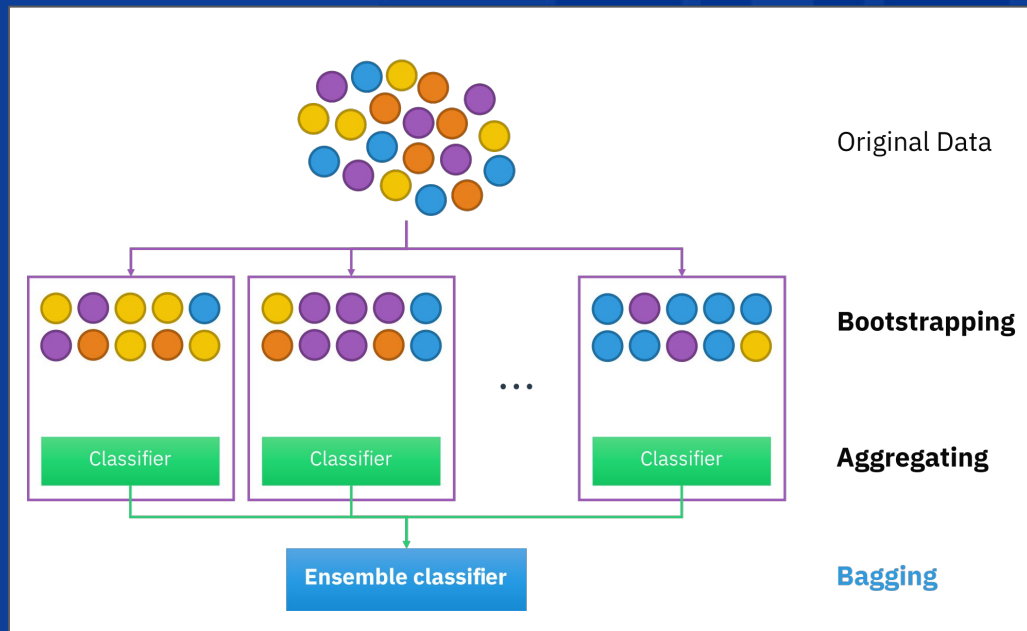 Original Data
Bootstrapping
...
Classifier
Classifier
Classifier
Aggregating
Ensemble classifier
Bagging